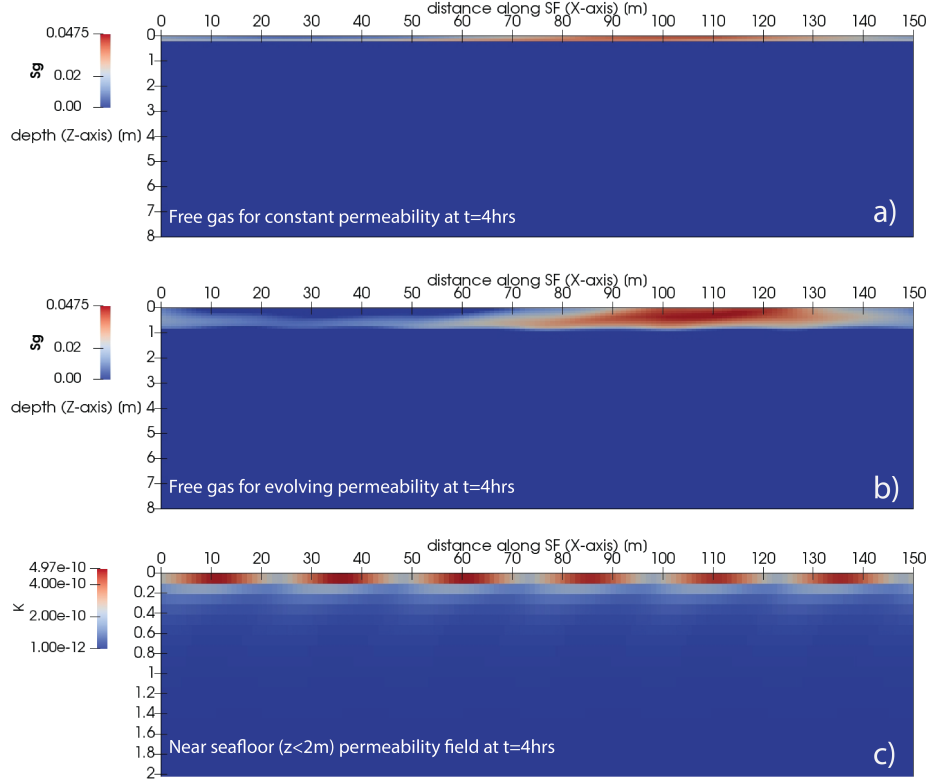 distance along SF (X-axis) [m]
0 10 20 30 40 50 60 70 80 90 100 110 120 130 140 150
0.0475
0.02
0.00
Sg
depth (Z-axis) [m]
0
1
2
3
4
5
6
7
8
Free gas for constant permeability at t=4hrs
a)
distance along SF (X-axis) [m]
0 10 20 30 40 50 60 70 80 90 100 110 120 130 140 150
0.0475
0.02
0.00
Sg
depth (Z-axis) [m]
0
1
2
3
4
5
6
7
8
Free gas for evolving permeability at t=4hrs
b)
distance along SF (X-axis) [m]
0 10 20 30 40 50 60 70 80 90 100 110 120 130 140 150
4.97e-10
4.00e-10
2.00e-10
1.00e-12
K
0
0.2
0.4
0.6
0.8
1
1.2
1.4
1.6
1.8
2
Near seafloor (z<2m) permeability field at t=4hrs
c)